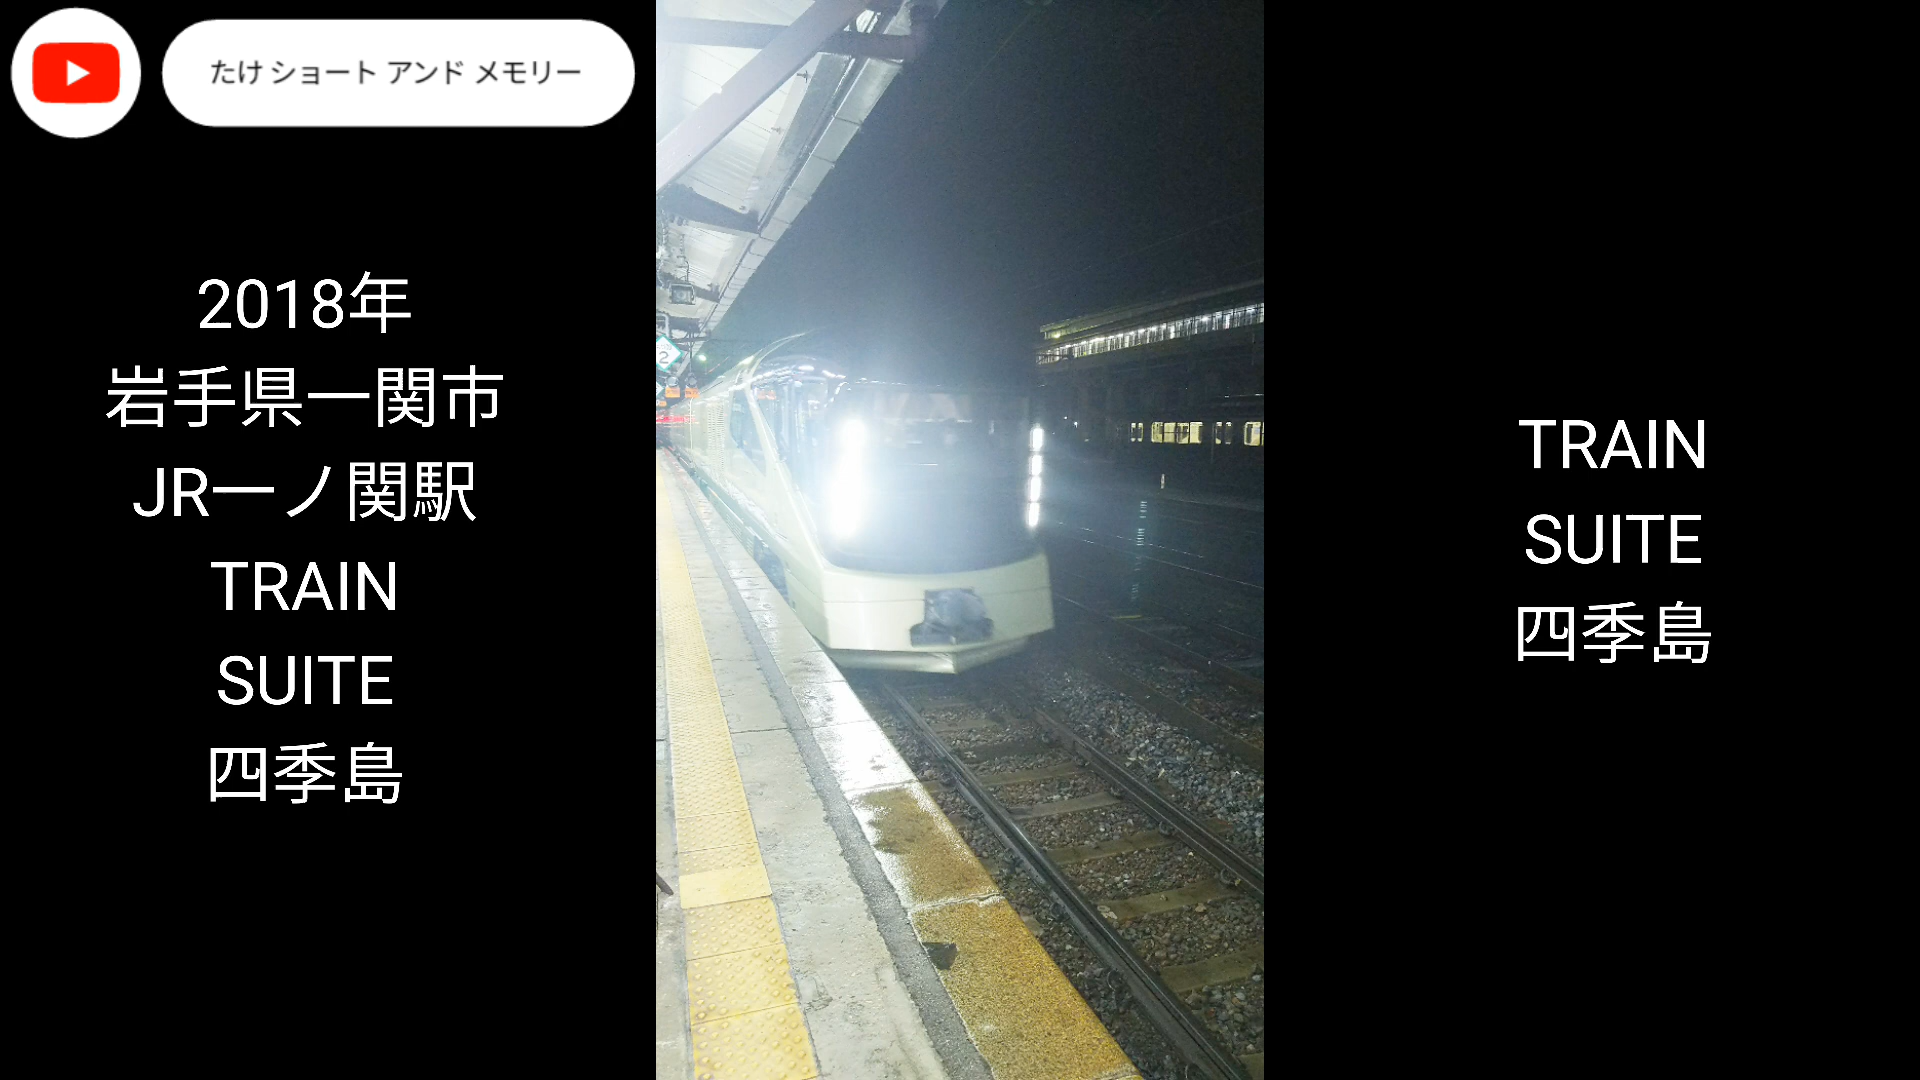 たけ ショート アンド メモリー
2018年
岩手県一関市
JR一ノ関駅
TRAIN
SUITE
四季島
2
TRAIN
SUITE
四季島